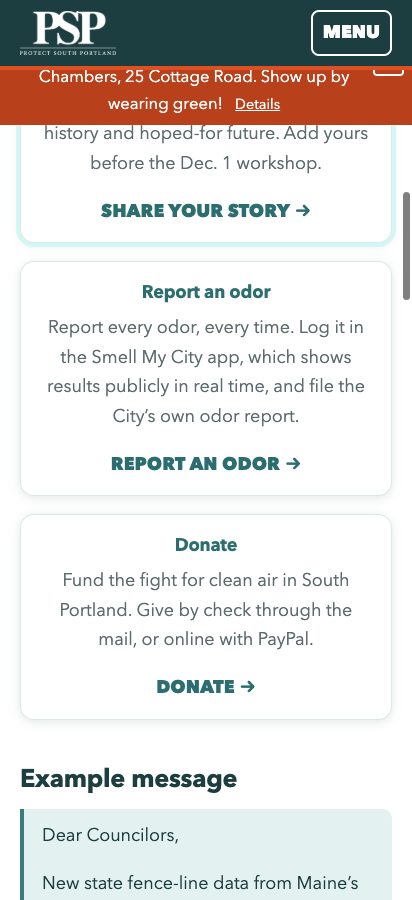 PSP
PROTECT SOUTH PORTLAND
MENU
Chambers, 25 Cottage Road. Show up by
wearing green! Details
history and hoped-for future. Add yours
before the Dec. 1 workshop.
SHARE YOUR STORY →
Report an odor
Report every odor, every time. Log it in
the Smell My City app, which shows
results publicly in real time, and file the
City’s own odor report.
REPORT AN ODOR →
Donate
Fund the fight for clean air in South
Portland. Give by check through the
mail, or online with PayPal.
DONATE →
Example message
Dear Councilors,
New state fence-line data from Maine’s